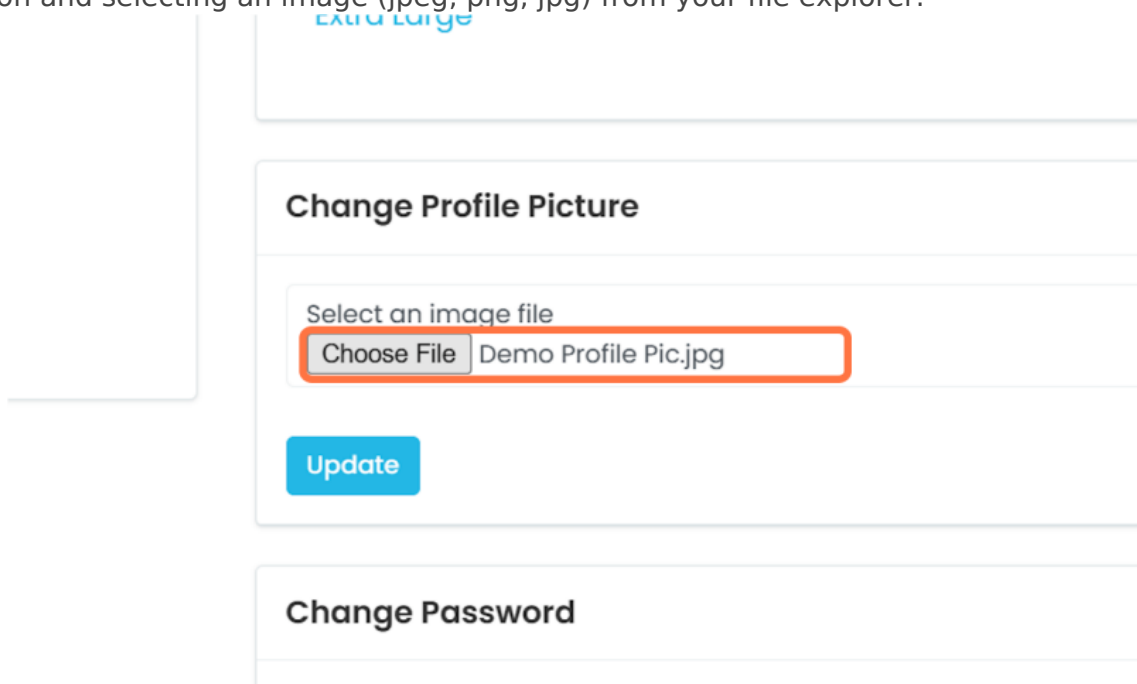 on and selecting an image (jpeg, png, jpg) from your file explorer.
Extra Large
Change Profile Picture
Select an image file
Choose File Demo Profile Pic.jpg
Update
Change Password